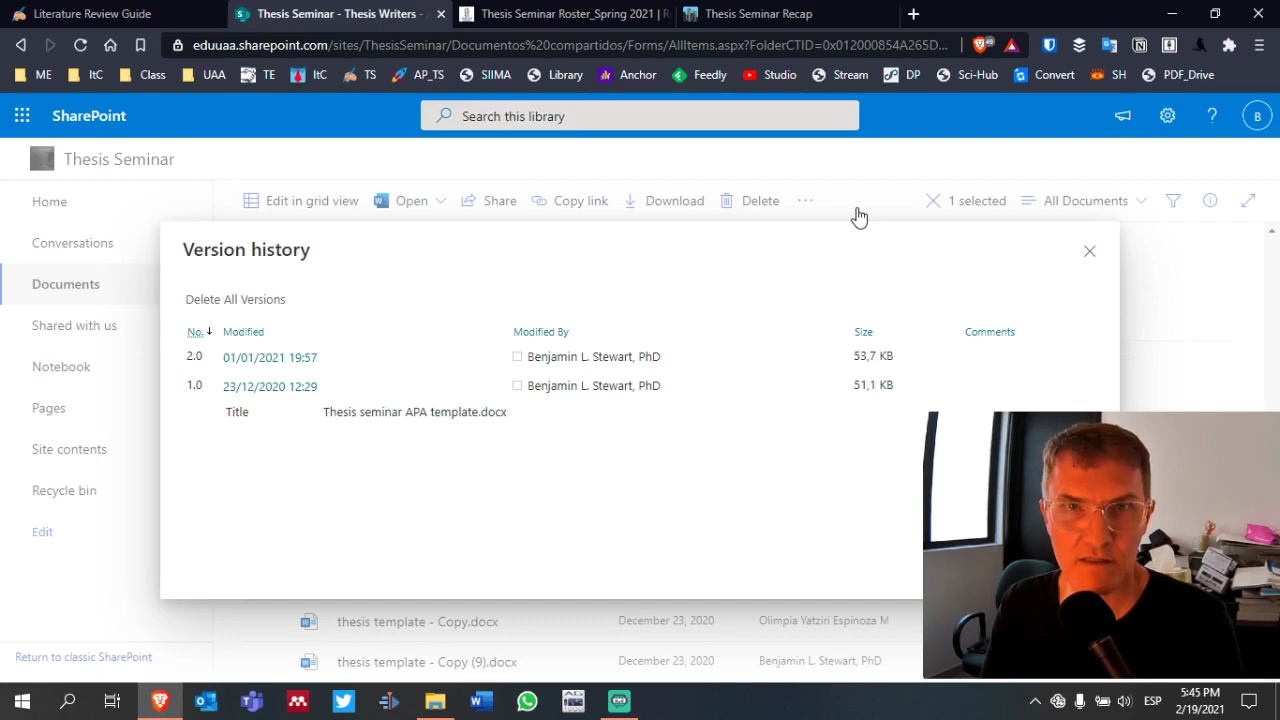 Literature Review Guide
Thesis Seminar - Thesis Writers -
Thesis Seminar Roster_Spring 2021 | R
Thesis Seminar Recap
eduuaa.sharepoint.com/sites/ThesisSeminar/Documentos%20compartidos/Forms/AllItems.aspx?FolderCTID=0x012000854A265D...
ME ItC Class UAA TE ItC TS AP_TS SIIMA Library Anchor Feedly Studio Stream DP Sci-Hub Convert SH PDF_Drive
SharePoint
Search this library
B
Thesis Seminar
Home
Conversations
Documents
Shared with us
Notebook
Pages
Site contents
Recycle bin
Edit
Return to classic SharePoint
Edit in grid view Open Share Copy link Download Delete ... 1 selected All Documents
Version history
Delete All Versions
No. Modified Modified By Size Comments
2.0 01/01/2021 19:57 Benjamin L. Stewart, PhD 53,7 KB
1.0 23/12/2020 12:29 Benjamin L. Stewart, PhD 51,1 KB
Title Thesis seminar APA template.docx
thesis template - Copy.docx December 23, 2020 Olimpia Yatziri Espinoza M
thesis template - Copy (9).docx December 23, 2020 Benjamin L. Stewart, PhD
ESP
5:45 PM
2/19/2021